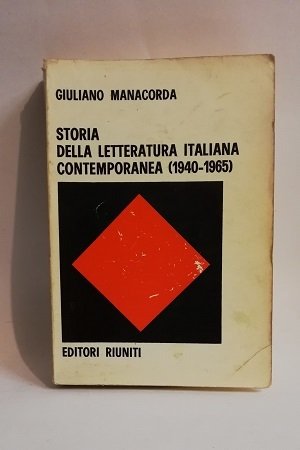 GIULIANO MANACORDA
STORIA
DELLA LETTERATURA ITALIANA
CONTEMPORANEA (1940-1965)
EDITORI RIUNITI